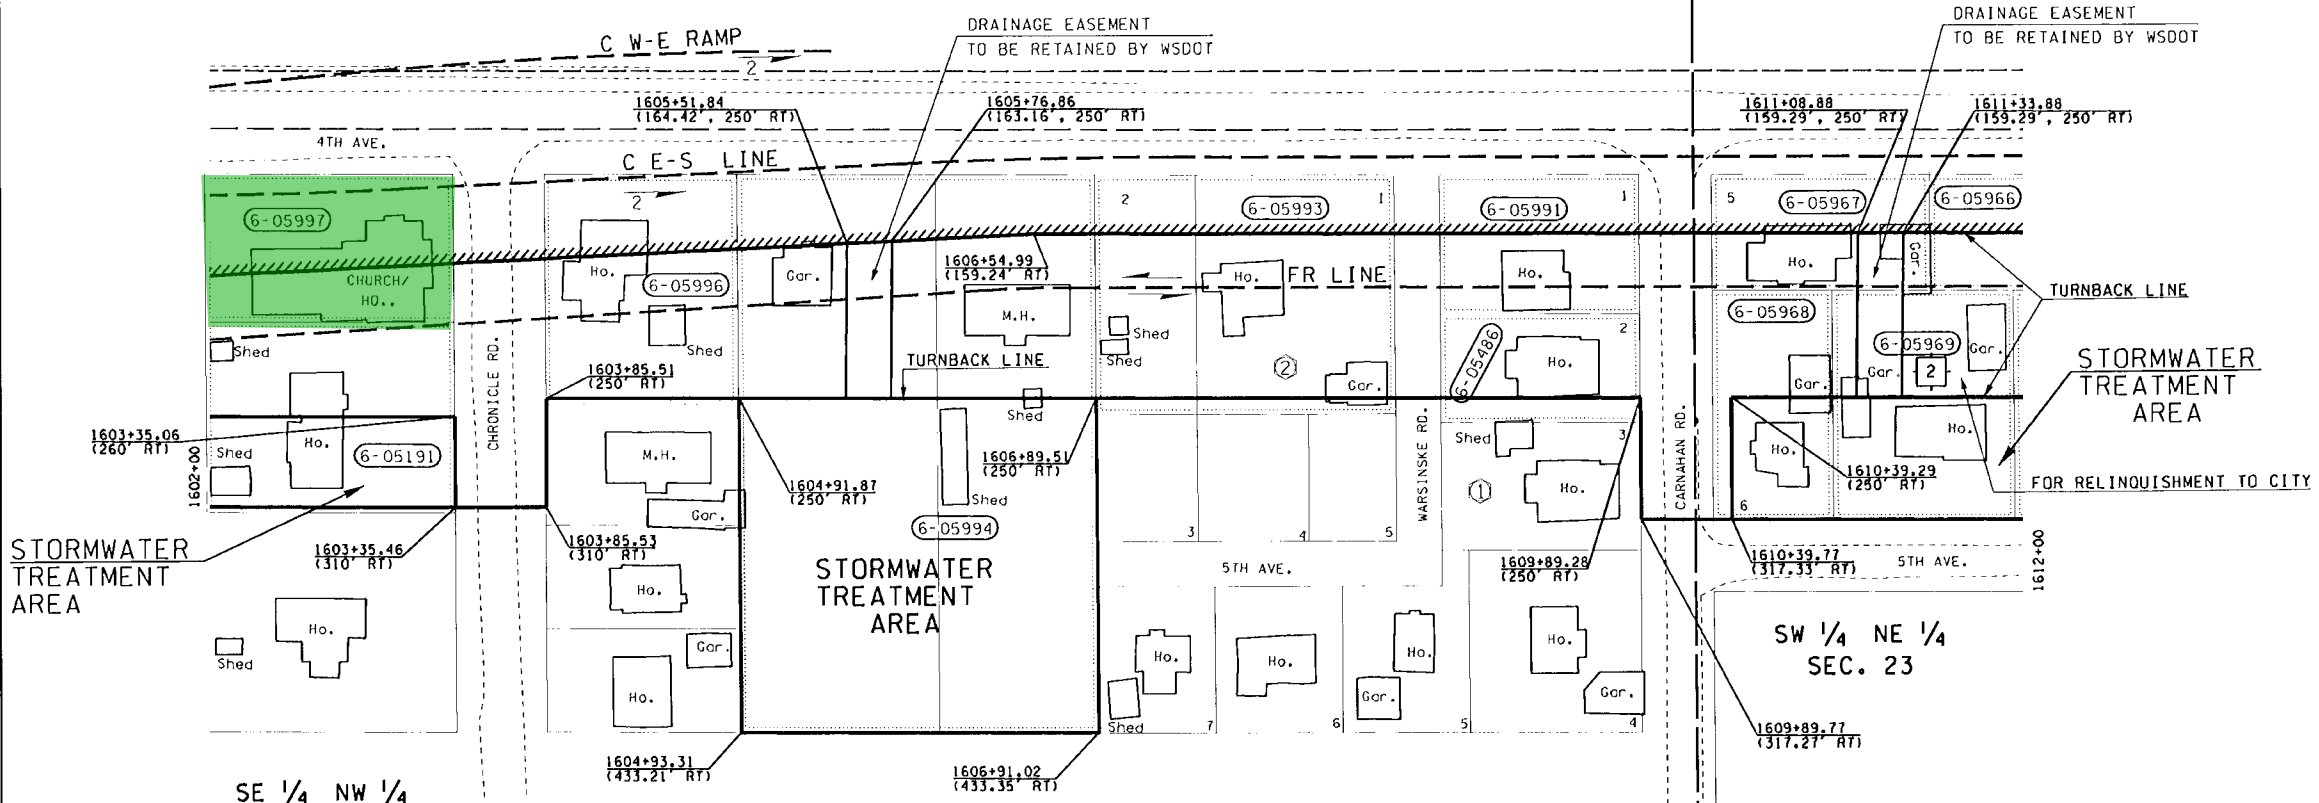 DRAINAGE EASEMENT
TO BE RETAINED BY WSDOT
DRAINAGE EASEMENT
TO BE RETAINED BY WSDOT
C W-E RAMP
2
1605+51.84
(164.42', 250' RT)
1605+76.86
(163.16', 250' RT)
1611+08.88
(159.29', 250' RT)
1611+33.88
(159.29', 250' RT)
4TH AVE.
C E-S LINE
2
6-05997
CHURCH/
HO..
Ho.
6-05996
Gar.
1606+54.99
(159.24' RT)
M.H.
2
1
6-05993
Ho.
FR LINE
6-05991
1
Ho.
5
6-05967
6-05966
Ho.
Gar.
TURNBACK LINE
6-05968
6-05969
Shed
Shed
Shed
Shed
TURNBACK LINE
2
Gar.
6-05486
2
Ho.
Gar.
Gar.
2
Gar.
STORMWATER
TREATMENT
AREA
1603+85.51
(250' RT)
CHRONICLE RD.
Shed
WARSINSKE RD.
CARNAHAN RD.
1603+35.06
(260' RT)
1602+00
Shed
Ho.
6-05191
M.H.
Gar.
1604+91.87
(250' RT)
1606+89.51
(250' RT)
Shed
6-05994
3
4
5
Shed
3
1
Ho.
Ho.
6
1610+39.29
(250' RT)
Ho.
FOR RELINQUISHMENT TO CITY
STORMWATER
TREATMENT
AREA
1603+35.46
(310' RT)
1603+85.53
(310' RT)
STORMWATER
TREATMENT
AREA
5TH AVE.
1609+89.28
(250' RT)
1610+39.77
(317.33' RT)
5TH AVE.
1612+00
Ho.
Shed
Ho.
Gar.
Ho.
Ho.
Shed
7
Ho.
6
Ho.
Gar.
5
Ho.
Gar.
4
SW 1/4 NE 1/4
SEC. 23
1609+89.77
(317.27' RT)
1604+93.31
(433.21' RT)
1606+91.02
(433.35' RT)
SE 1/4 NW 1/4